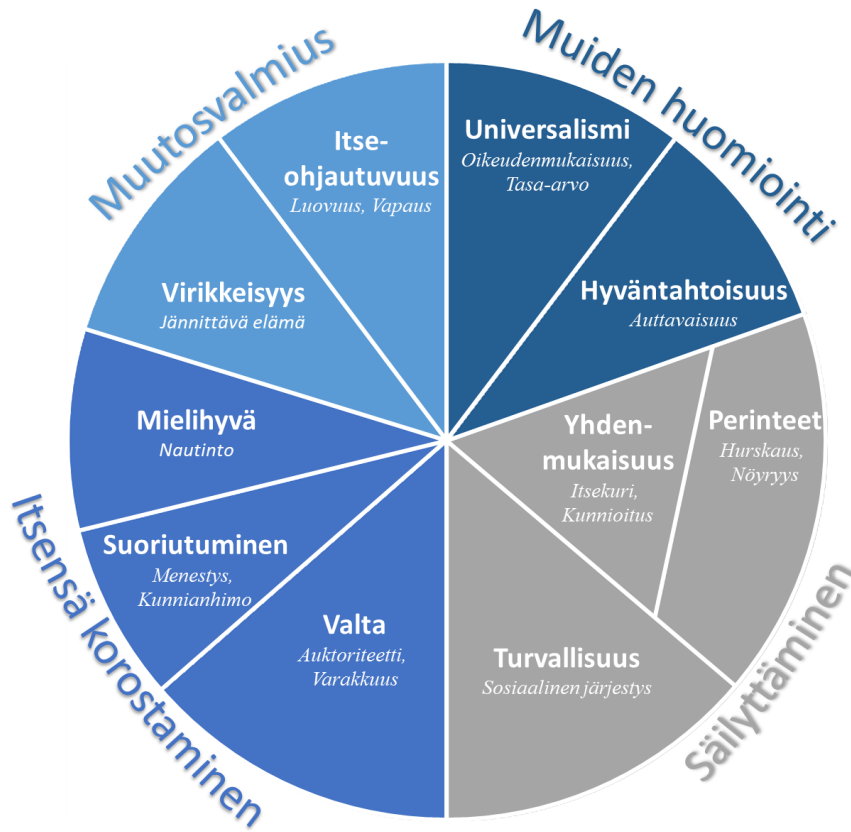 Muutosvalmius
Muiden huomiointi
Itse-
ohjautuvuus
Luovuus, Vapaus
Universalismi
Oikeudenmukaisuus,
Tasa-arvo
Virikkeisyys
Jännittävä elämä
Hyväntahtoisuus
Auttavaisuus
Mielihyvä
Nautinto
Yhden-
mukaisuus
Itsekuri,
Kunnioitus
Perinteet
Hurskaus,
Nöyryys
Suoriutuminen
Menestys,
Kunnianhimo
Valta
Auktoriteetti,
Varakkuus
Turvallisuus
Sosiaalinen järjestys
Itsensä korostaminen
Säilyttäminen